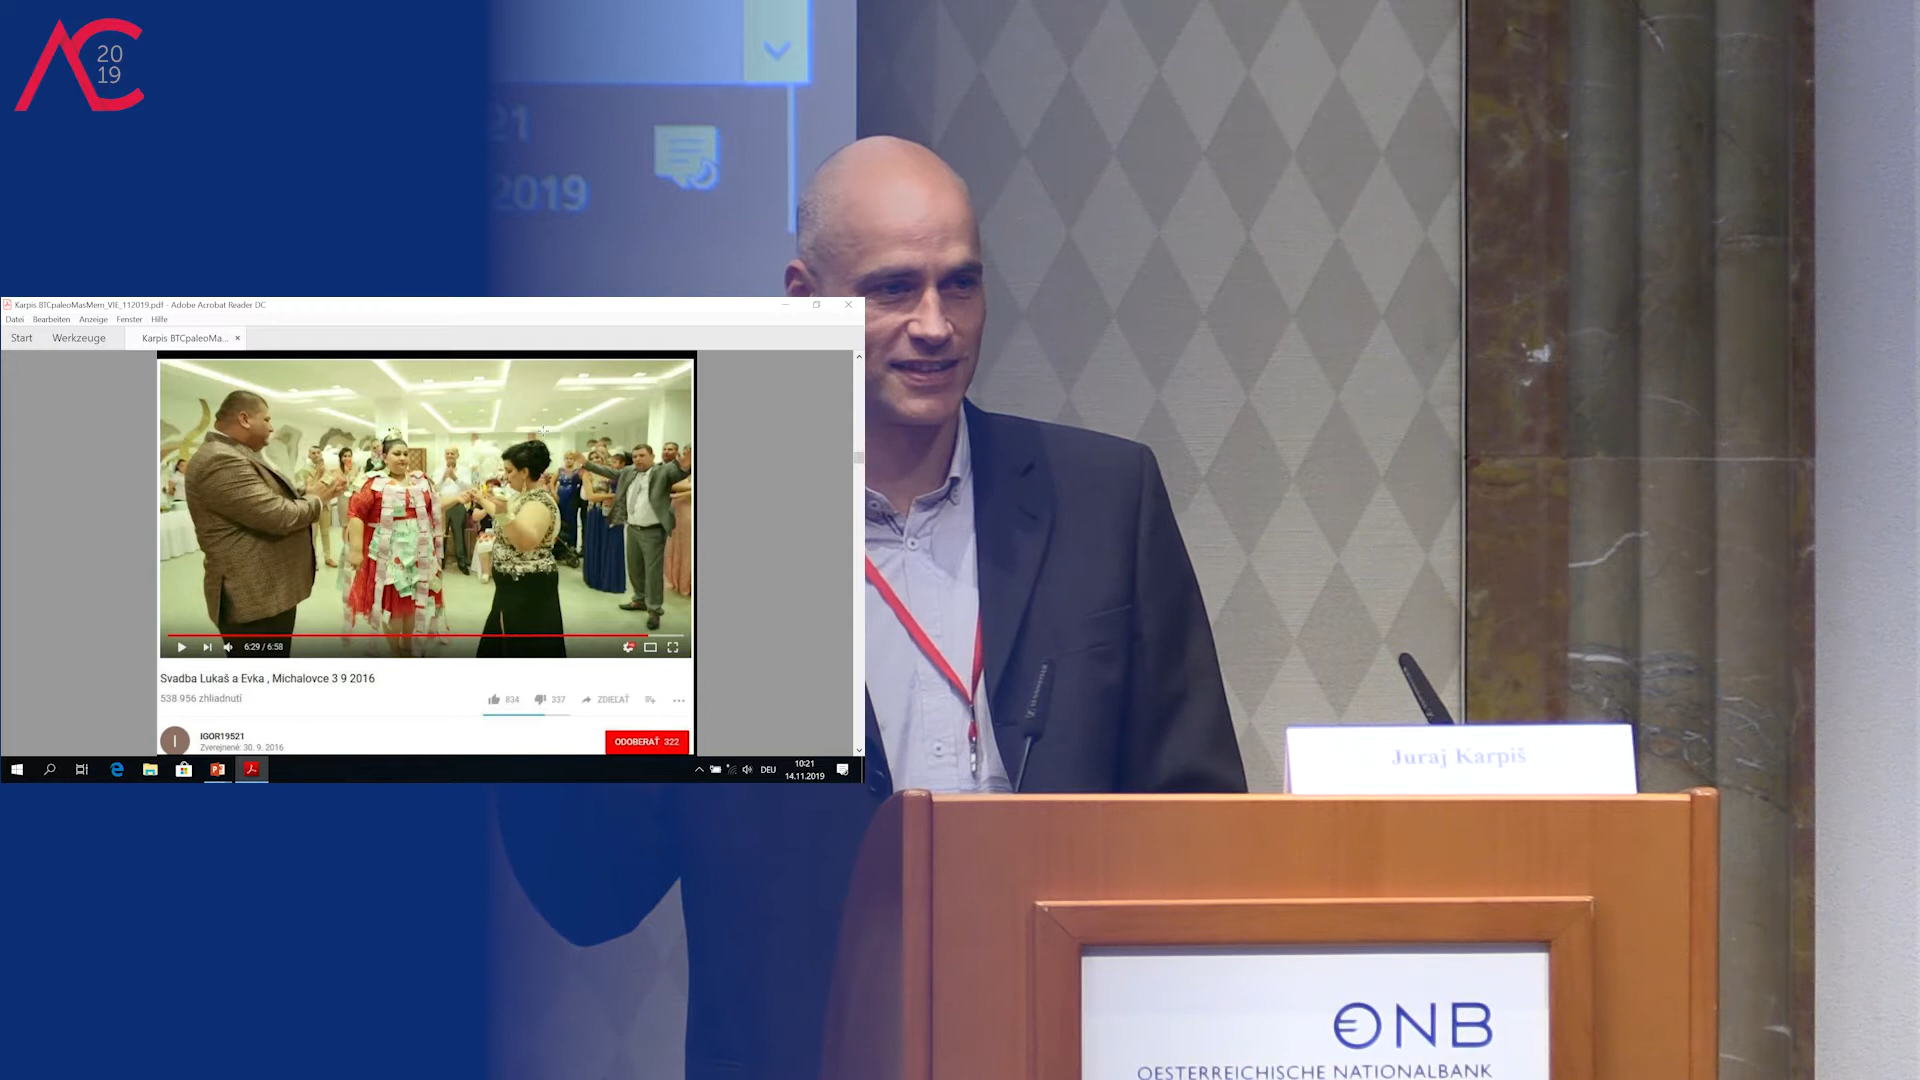 AC
20
19
21
2019
Karpis BTCpaleoMasMem_VIE_112019.pdf - Adobe Acrobat Reader DC
Datei Bearbeiten Anzeige Fenster Hilfe
Start Werkzeuge Karpis BTCpaleoMa... ×
6:29 / 6:58
Svadba Lukaš a Evka , Michalovce 3 9 2016
538 956 zhliadnutí
834 337 ZDIEĽAŤ
I IGOR19521
Zverejnené: 30. 9. 2016
ODOBERAŤ 322
DEU
10:21
14.11.2019
Juraj Karpiš
ONB
OESTERREICHISCHE NATIONALBANK